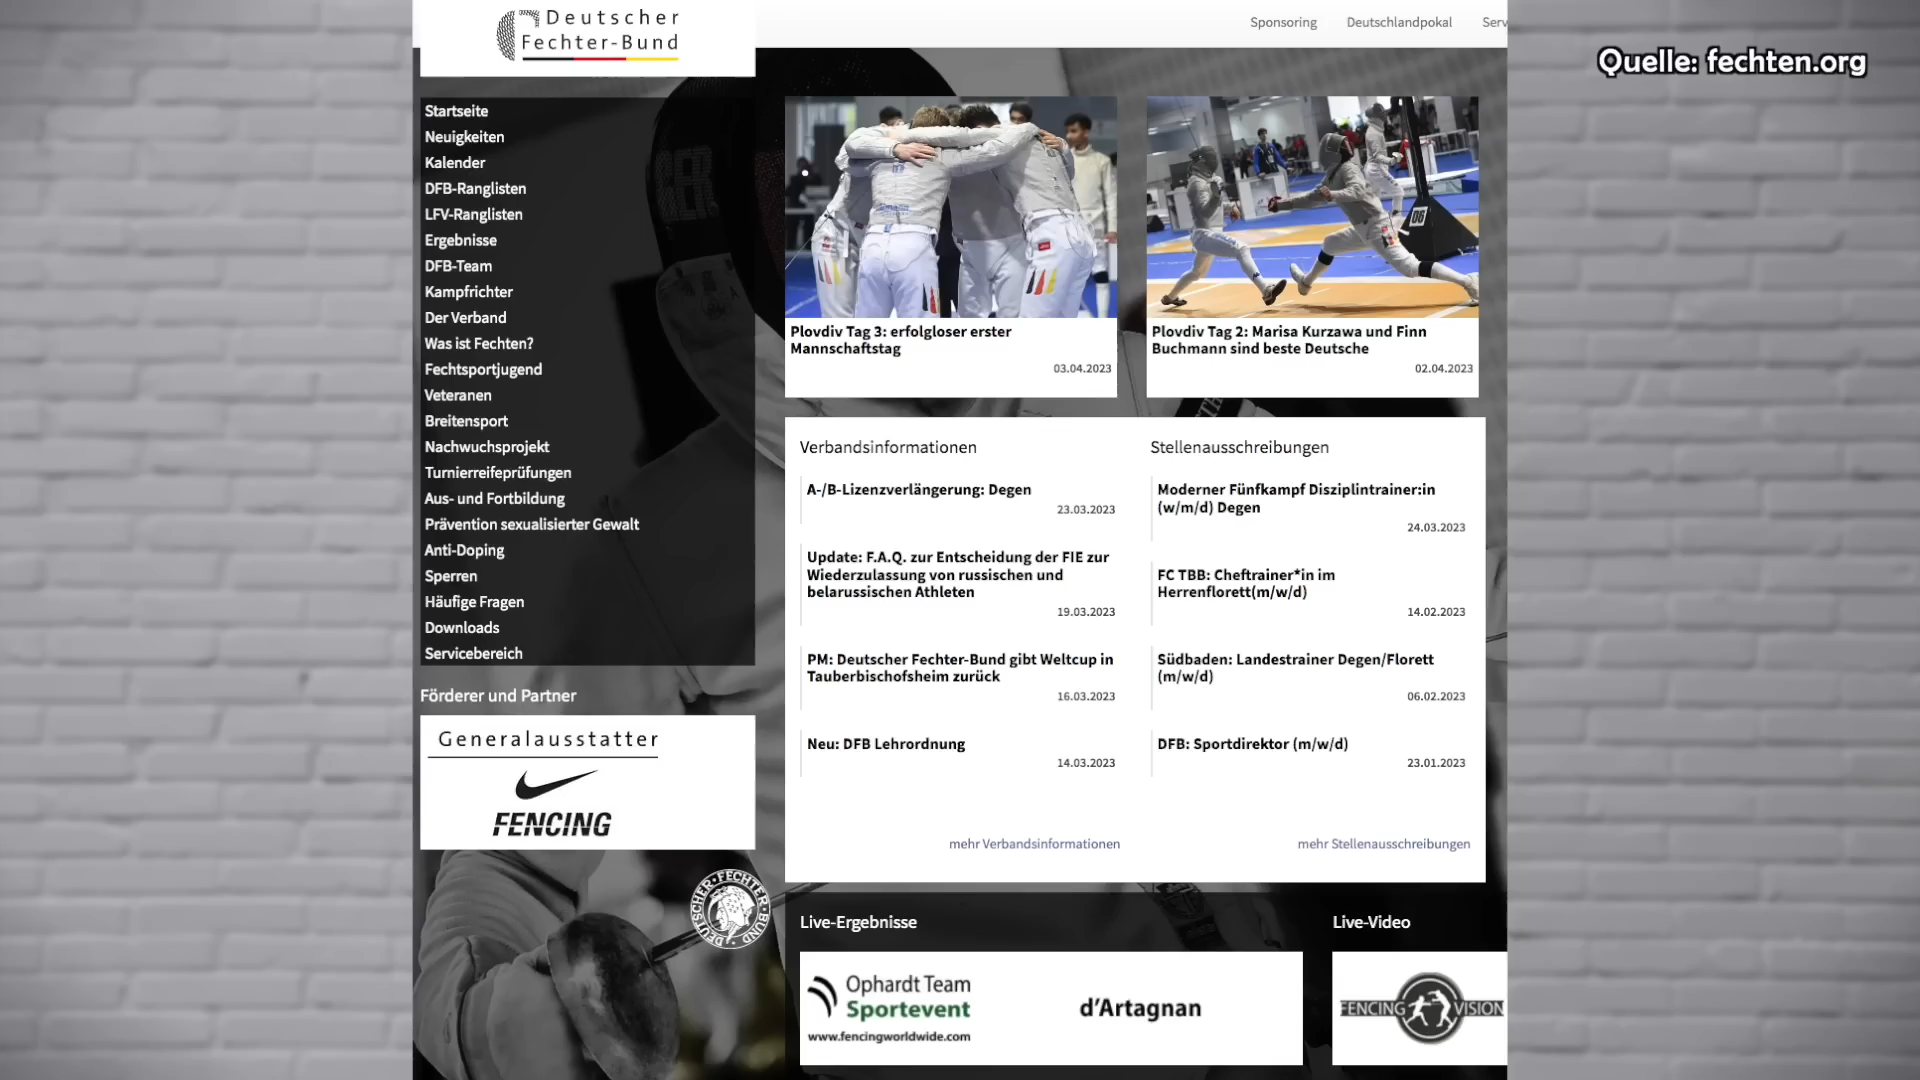 Deutscher
Fechter-Bund
Sponsoring
Deutschlandpokal
Serv
Quelle: fechten.org
Startseite
Neuigkeiten
Kalender
DFB-Ranglisten
LFV-Ranglisten
Ergebnisse
DFB-Team
Kampfrichter
Der Verband
Was ist Fechten?
Fechtsportjugend
Veteranen
Breitensport
Nachwuchsprojekt
Turnierreifeprüfungen
Aus- und Fortbildung
Prävention sexualisierter Gewalt
Anti-Doping
Sperren
Häufige Fragen
Downloads
Servicebereich
Förderer und Partner
Generalausstatter
FENCING
DEUTSCHER·FECHTER·BUND
06
Plovdiv Tag 3: erfolgloser erster
Mannschaftstag
03.04.2023
Plovdiv Tag 2: Marisa Kurzawa und Finn
Buchmann sind beste Deutsche
02.04.2023
Verbandsinformationen
A-/B-Lizenzverlängerung: Degen
23.03.2023
Update: F.A.Q. zur Entscheidung der FIE zur
Wiederzulassung von russischen und
belarussischen Athleten
19.03.2023
PM: Deutscher Fechter-Bund gibt Weltcup in
Tauberbischofsheim zurück
16.03.2023
Neu: DFB Lehrordnung
14.03.2023
mehr Verbandsinformationen
Stellenausschreibungen
Moderner Fünfkampf Disziplintrainer:in
(w/m/d) Degen
24.03.2023
FC TBB: Cheftrainer*in im
Herrenflorett(m/w/d)
14.02.2023
Südbaden: Landestrainer Degen/Florett
(m/w/d)
06.02.2023
DFB: Sportdirektor (m/w/d)
23.01.2023
mehr Stellenausschreibungen
Live-Ergebnisse
Ophardt Team
Sportevent
www.fencingworldwide.com
d'Artagnan
Live-Video
FENCING VISION